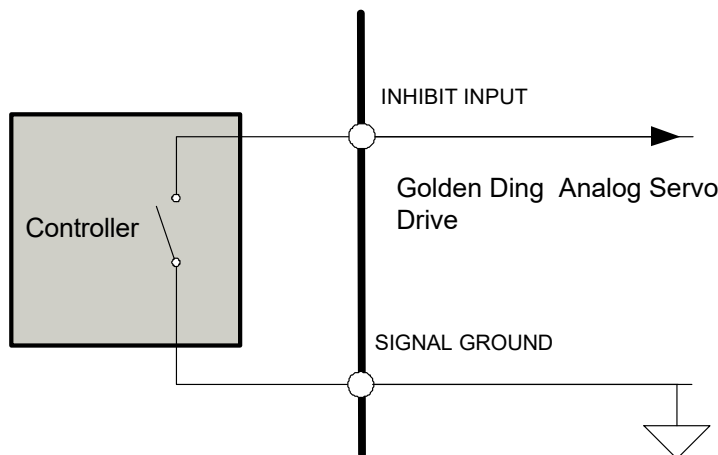 INHIBIT INPUT
Golden Ding Analog Servo
Drive
Controller
SIGNAL GROUND